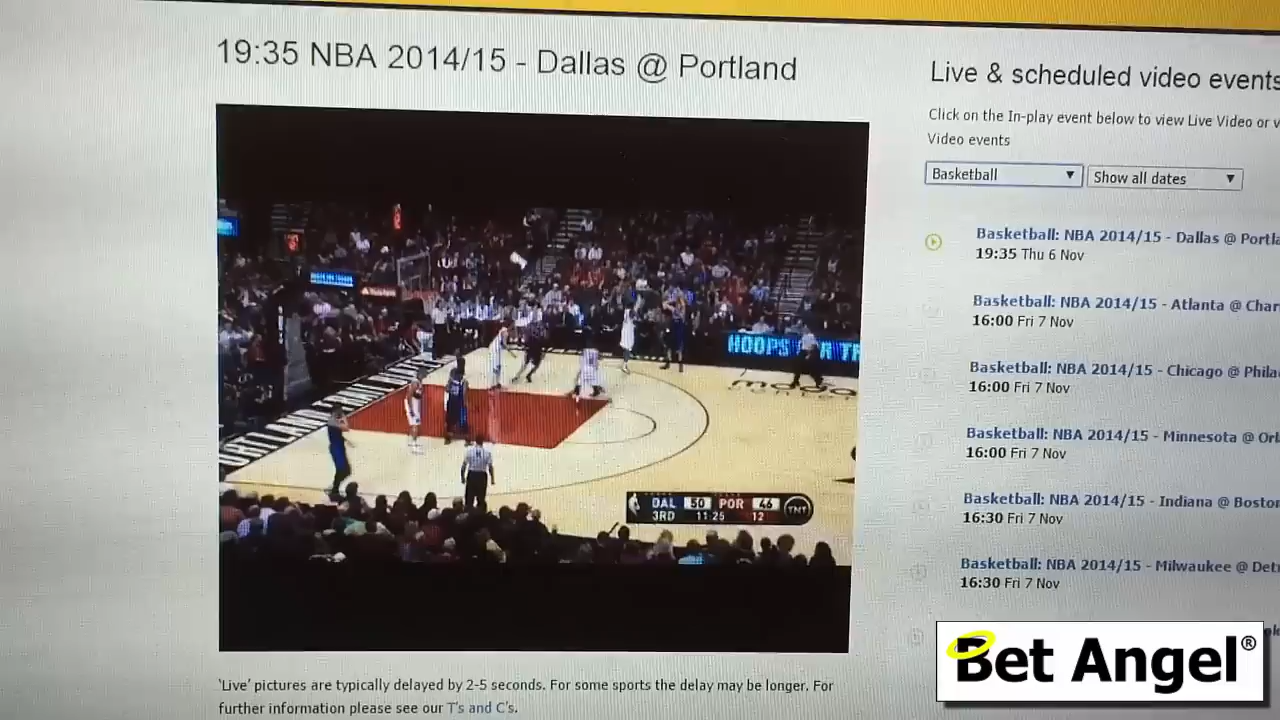 19:35 NBA 2014/15 - Dallas @ Portland
HOOPS
DAL 50 POR 46
3RD 11:25 12
TNT
'Live' pictures are typically delayed by 2-5 seconds. For some sports the delay may be longer. For
further information please see our T's and C's.
Live & scheduled video events
Click on the In-play event below to view Live Video or v
Video events
Basketball
Show all dates
Basketball: NBA 2014/15 - Dallas @ Portla
19:35 Thu 6 Nov
Basketball: NBA 2014/15 - Atlanta @ Char
16:00 Fri 7 Nov
Basketball: NBA 2014/15 - Chicago @ Phila
16:00 Fri 7 Nov
Basketball: NBA 2014/15 - Minnesota @ Orl
16:00 Fri 7 Nov
Basketball: NBA 2014/15 - Indiana @ Boston
16:30 Fri 7 Nov
Basketball: NBA 2014/15 - Milwaukee @ Det
16:30 Fri 7 Nov
Bet Angel®